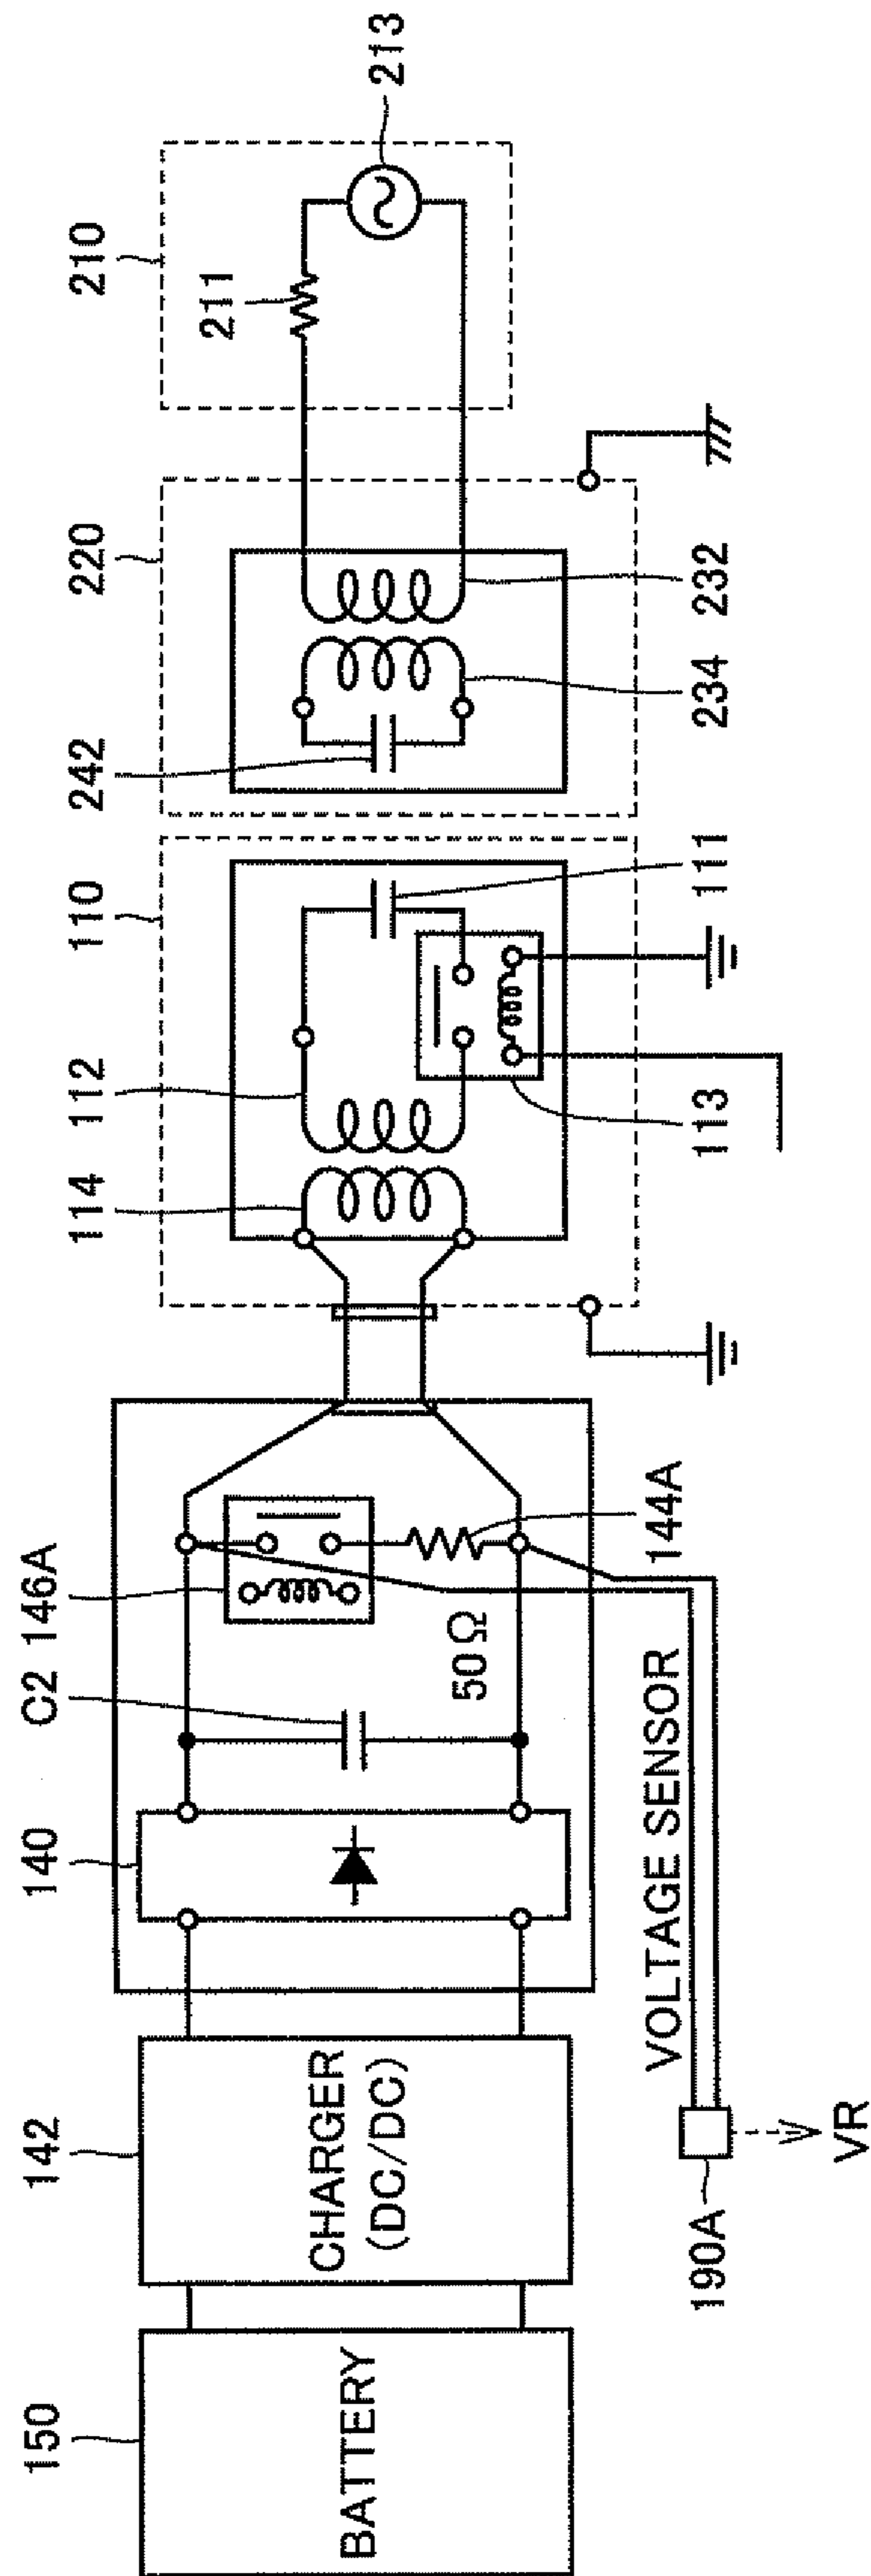 150
142
140
C2
146A
114
112
110
242
220
210
211
213
BATTERY
CHARGER
(DC/DC)
50Ω
144A
VOLTAGE SENSOR
190A
VR
113
111
234
232